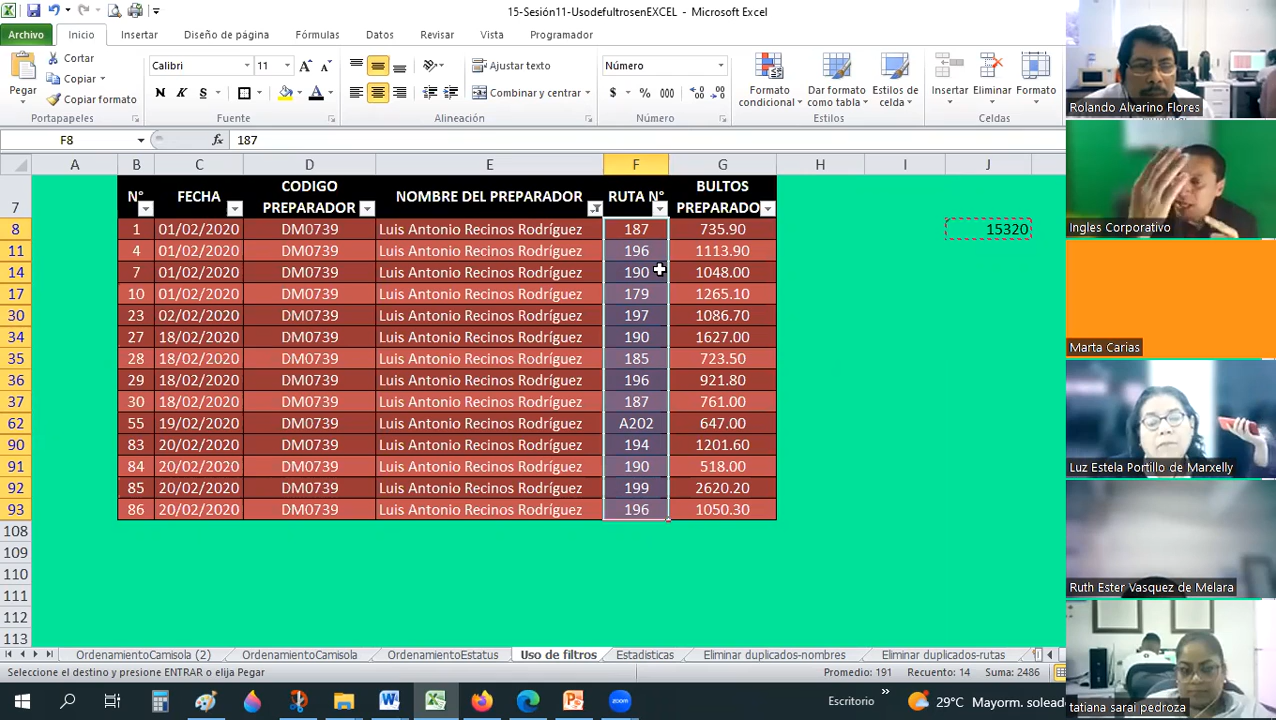 15-Sesión11-UsodefultrosenEXCEL - Microsoft Excel
Archivo Inicio Insertar Diseño de página Fórmulas Datos Revisar Vista Programador
Pegar
Cortar
Copiar
Copiar formato
Portapapeles
Calibri 11
N K S
Fuente
Ajustar texto
Combinar y centrar
Alineación
Número
$ % 000
Número
Formato condicional
Dar formato como tabla
Estilos de celda
Estilos
Insertar Eliminar Formato
Celdas
F8 fx 187
A B C D E F G H I J
7 N° FECHA CODIGO PREPARADOR NOMBRE DEL PREPARADOR RUTA N° BULTOS PREPARADO
8 1 01/02/2020 DM0739 Luis Antonio Recinos Rodríguez 187 735.90 15320
11 4 01/02/2020 DM0739 Luis Antonio Recinos Rodríguez 196 1113.90
14 7 01/02/2020 DM0739 Luis Antonio Recinos Rodríguez 190 1048.00
17 10 01/02/2020 DM0739 Luis Antonio Recinos Rodríguez 179 1265.10
30 23 02/02/2020 DM0739 Luis Antonio Recinos Rodríguez 197 1086.70
34 27 18/02/2020 DM0739 Luis Antonio Recinos Rodríguez 190 1627.00
35 28 18/02/2020 DM0739 Luis Antonio Recinos Rodríguez 185 723.50
36 29 18/02/2020 DM0739 Luis Antonio Recinos Rodríguez 196 921.80
37 30 18/02/2020 DM0739 Luis Antonio Recinos Rodríguez 187 761.00
62 55 19/02/2020 DM0739 Luis Antonio Recinos Rodríguez A202 647.00
90 83 20/02/2020 DM0739 Luis Antonio Recinos Rodríguez 194 1201.60
91 84 20/02/2020 DM0739 Luis Antonio Recinos Rodríguez 190 518.00
92 85 20/02/2020 DM0739 Luis Antonio Recinos Rodríguez 199 2620.20
93 86 20/02/2020 DM0739 Luis Antonio Recinos Rodríguez 196 1050.30
108
109
110
111
112
113
OrdenamientoCamisola (2) OrdenamientoCamisola OrdenamientoEstatus Uso de filtros Estadisticas Eliminar duplicados-nombres Eliminar duplicados-rutas
Seleccione el destino y presione ENTRAR o elija Pegar Promedio: 191 Recuento: 14 Suma: 2486
Escritorio » 29°C Mayorm. soleado
zoom
Rolando Alvarino Flores
Ingles Corporativo
Marta Carias
Luz Estela Portillo de Marxelly
Ruth Ester Vasquez de Melara
tatiana sarai pedroza